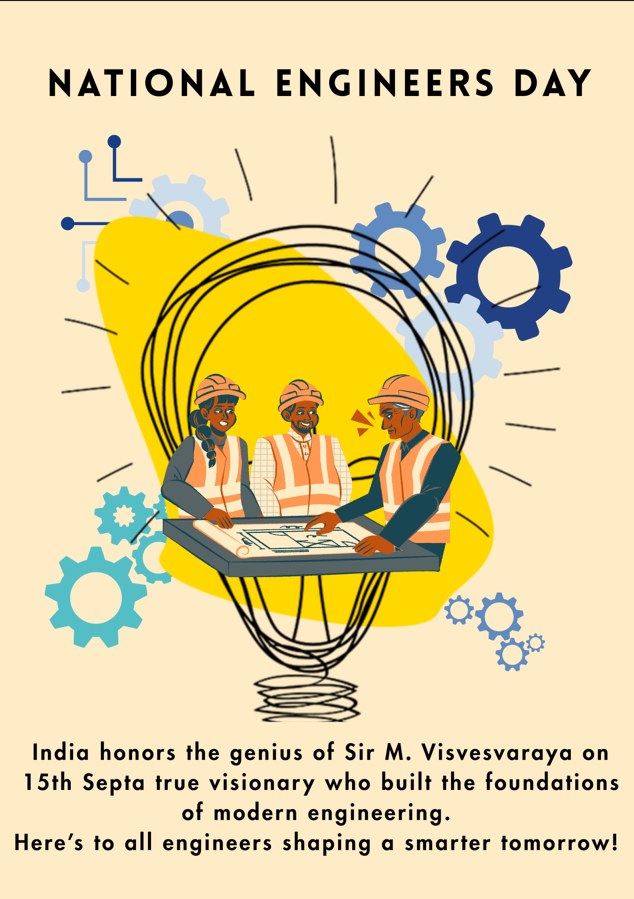 NATIONAL ENGINEERS DAY
India honors the genius of Sir M. Visvesvaraya on
15th Septa true visionary who built the foundations
of modern engineering.
Here's to all engineers shaping a smarter tomorrow!